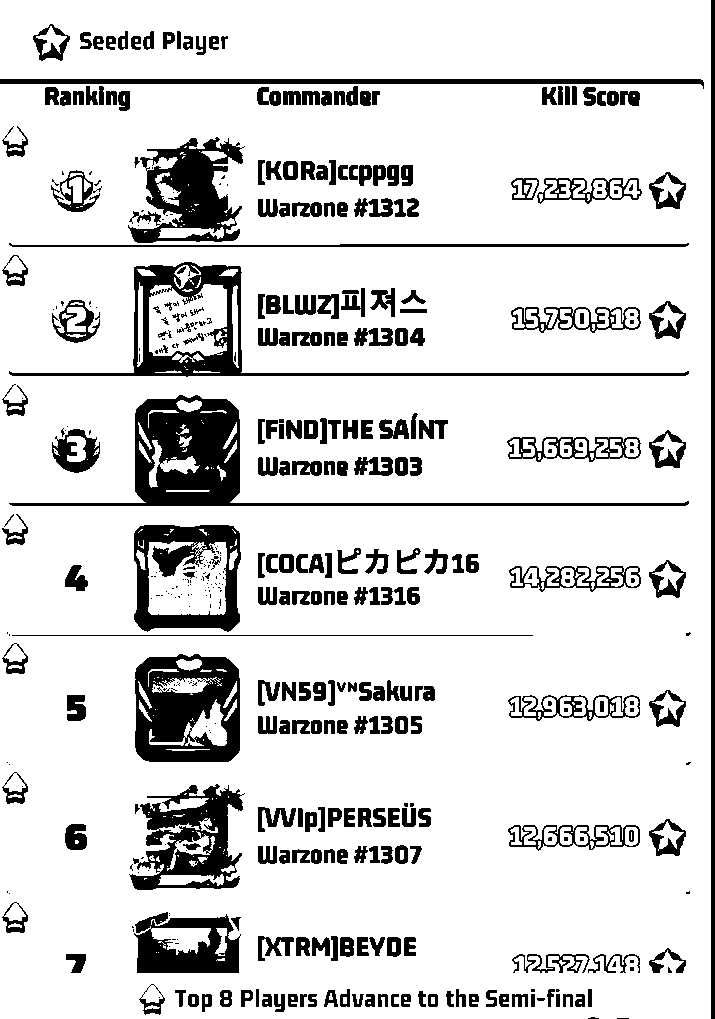 Seeded Player
Ranking Commander Kill Score
1 [KORa]ccppgg 17,232,864
Warzone #1312
2 [BLWZ]피져스 15,750,318
Warzone #1304
3 [FiND]THE SAÍNT 15,669,258
Warzone #1303
4 [COCA]ピカピカ16 14,282,256
Warzone #1316
5 [VN59]ᵛᴺSakura 12,963,018
Warzone #1305
6 [VVIp]PERSEÜS 12,666,510
Warzone #1307
7 [XTRM]BEYDE 12,527,148
Top 8 Players Advance to the Semi-final